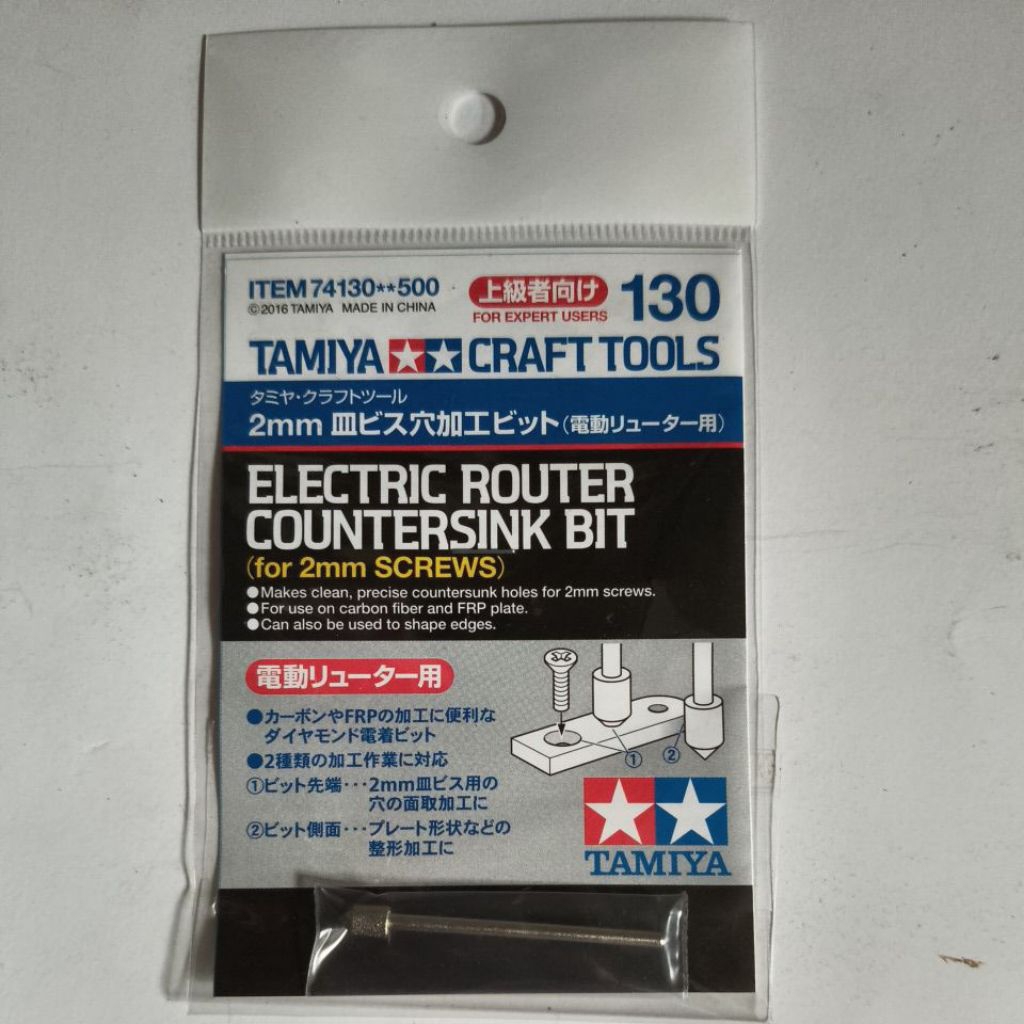 ITEM 74130**500
©2016 TAMIYA MADE IN CHINA
上級者向け
FOR EXPERT USERS
130
TAMIYA CRAFT TOOLS
タミヤ・クラフトツール
2mm 皿ビス穴加工ビット(電動リューター用)
ELECTRIC ROUTER
COUNTERSINK BIT
(for 2mm SCREWS)
●Makes clean, precise countersunk holes for 2mm screws.
●For use on carbon fiber and FRP plate.
●Can also be used to shape edges.
電動リューター用
●カーボンやFRPの加工に便利な
ダイヤモンド電着ビット
●2種類の加工作業に対応
①ビット先端･･･2mm皿ビス用の
穴の面取加工に
②ビット側面･･･プレート形状などの
整形加工に
① ②
TAMIYA